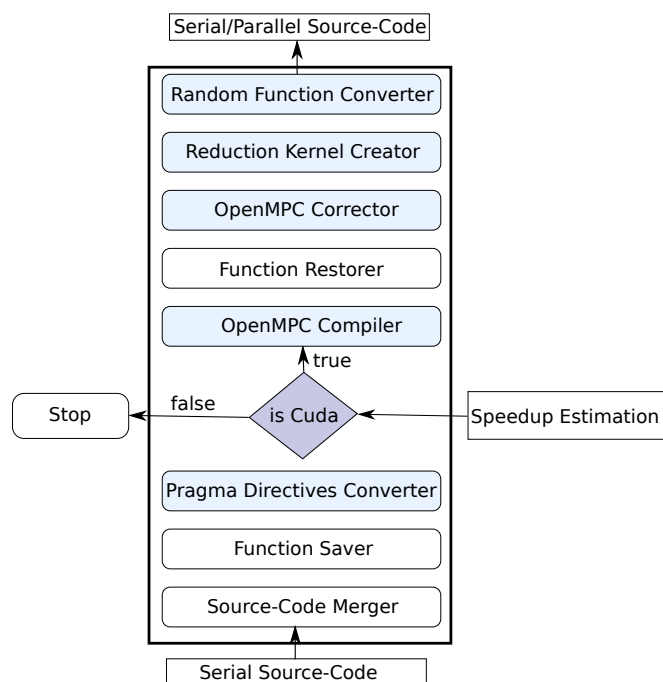 Serial/Parallel Source-Code
Random Function Converter
Reduction Kernel Creator
OpenMPC Corrector
Function Restorer
OpenMPC Compiler
true
false
Stop
is Cuda
Speedup Estimation
Pragma Directives Converter
Function Saver
Source-Code Merger
Serial Source-Code